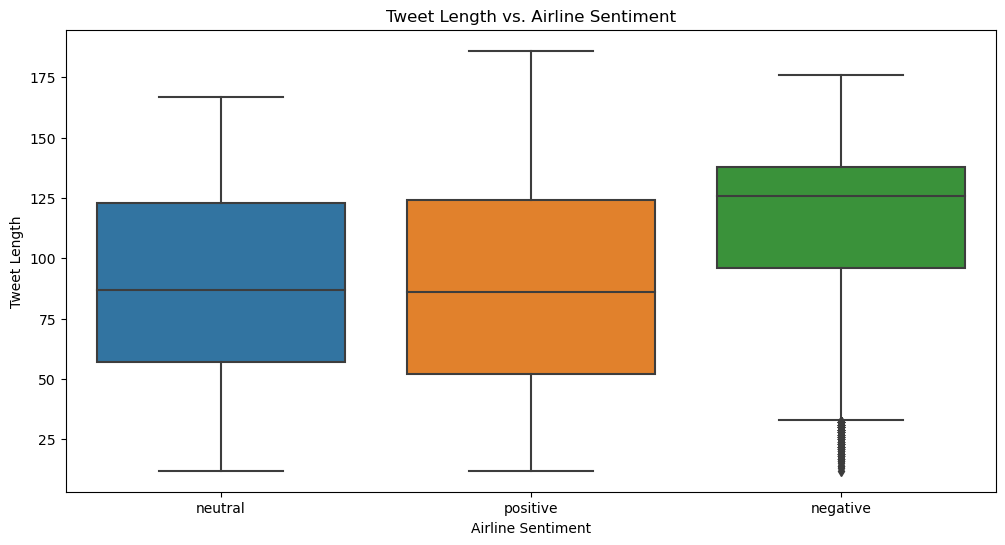 Tweet Length vs. Airline Sentiment
Tweet Length
175
150
125
100
75
50
25
neutral positive negative
Airline Sentiment